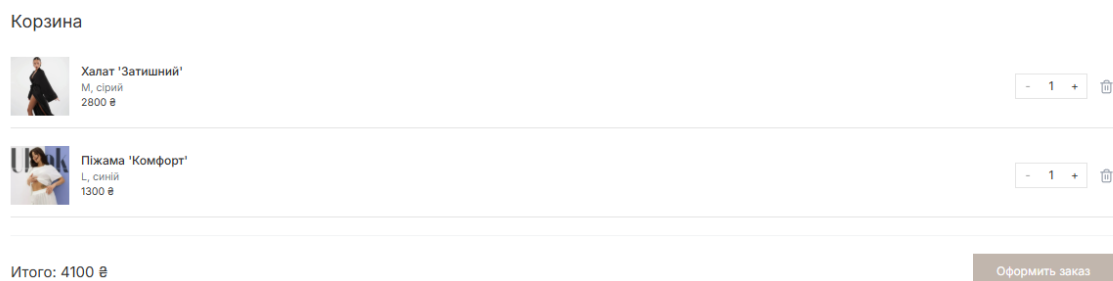 Корзина
Халат 'Затишний'
M, сірий
2800 ₴
- 1 +
Піжама 'Комфорт'
L, синій
1300 ₴
- 1 +
Итого: 4100 ₴
Оформить заказ